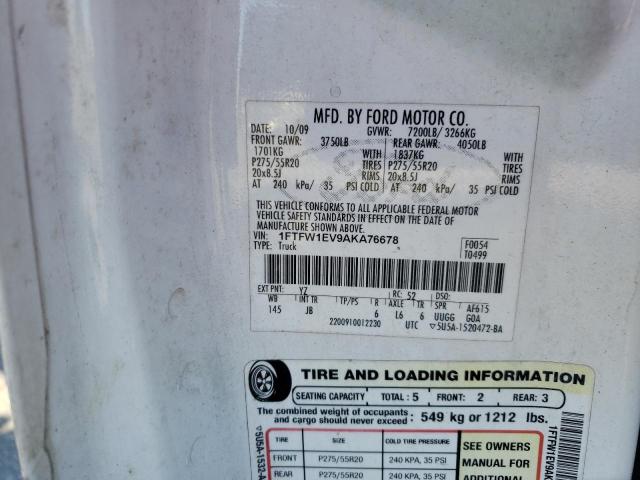 MFD. BY FORD MOTOR CO.
DATE: 10/09 GVWR: 7200LB/ 3266KG
FRONT GAWR: 3750LB REAR GAWR: 4050LB
1701KG WITH 1837KG WITH
P275/55R20 TIRES P275/55R20 TIRES
20x8.5J RIMS 20x8.5J RIMS
AT 240 kPa/ 35 PSI COLD AT 240 kPa/ 35 PSI COLD
THIS VEHICLE CONFORMS TO ALL APPLICABLE FEDERAL MOTOR
VEHICLE SAFETY STANDARDS IN EFFECT ON THE DATE OF
MANUFACTURE SHOWN ABOVE.
VIN: 1FTFW1EV9AKA76678
TYPE: Truck
F0054
T0499
EXT PNT: YZ RC: 52 DSO:
WB INT TR TP/PS R AXLE TR SPR AF615
145 JB 6 L6 6 UUGG G0A
2200910012230 UTC ▽5U5A-1520472-BA
TIRE AND LOADING INFORMATION
SEATING CAPACITY TOTAL: 5 FRONT: 2 REAR: 3
The combined weight of occupants
and cargo should never exceed: 549 kg or 1212 lbs.
TIRE SIZE COLD TIRE PRESSURE
FRONT P275/55R20 240 KPA, 35 PSI
REAR P275/55R20 240 KPA, 35 PSI
SEE OWNERS
MANUAL FOR
ADDITIONAL
▽5U5A-1532-A
1FTFW1EV9AK